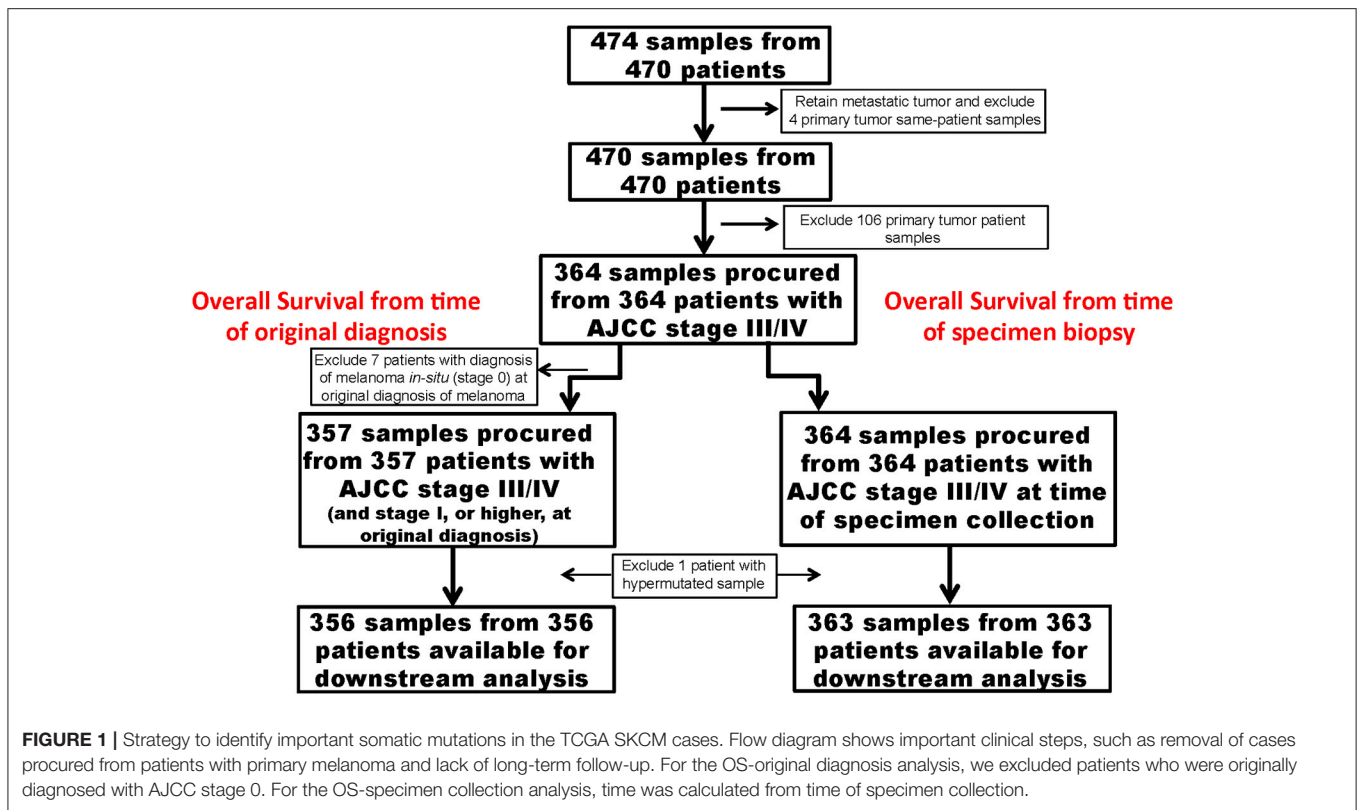 474 samples from
470 patients
Retain metastatic tumor and exclude
4 primary tumor same-patient samples
470 samples from
470 patients
Exclude 106 primary tumor patient
samples
364 samples procured
from 364 patients with
AJCC stage III/IV
Overall Survival from time
of original diagnosis
Overall Survival from time
of specimen biopsy
Exclude 7 patients with diagnosis
of melanoma in-situ (stage 0) at
original diagnosis of melanoma
357 samples procured
from 357 patients with
AJCC stage III/IV
(and stage I, or higher, at
original diagnosis)
364 samples procured
from 364 patients with
AJCC stage III/IV at time
of specimen collection
Exclude 1 patient with
hypermutated sample
356 samples from 356
patients available for
downstream analysis
363 samples from 363
patients available for
downstream analysis
FIGURE 1 | Strategy to identify important somatic mutations in the TCGA SKCM cases. Flow diagram shows important clinical steps, such as removal of cases
procured from patients with primary melanoma and lack of long-term follow-up. For the OS-original diagnosis analysis, we excluded patients who were originally
diagnosed with AJCC stage 0. For the OS-specimen collection analysis, time was calculated from time of specimen collection.